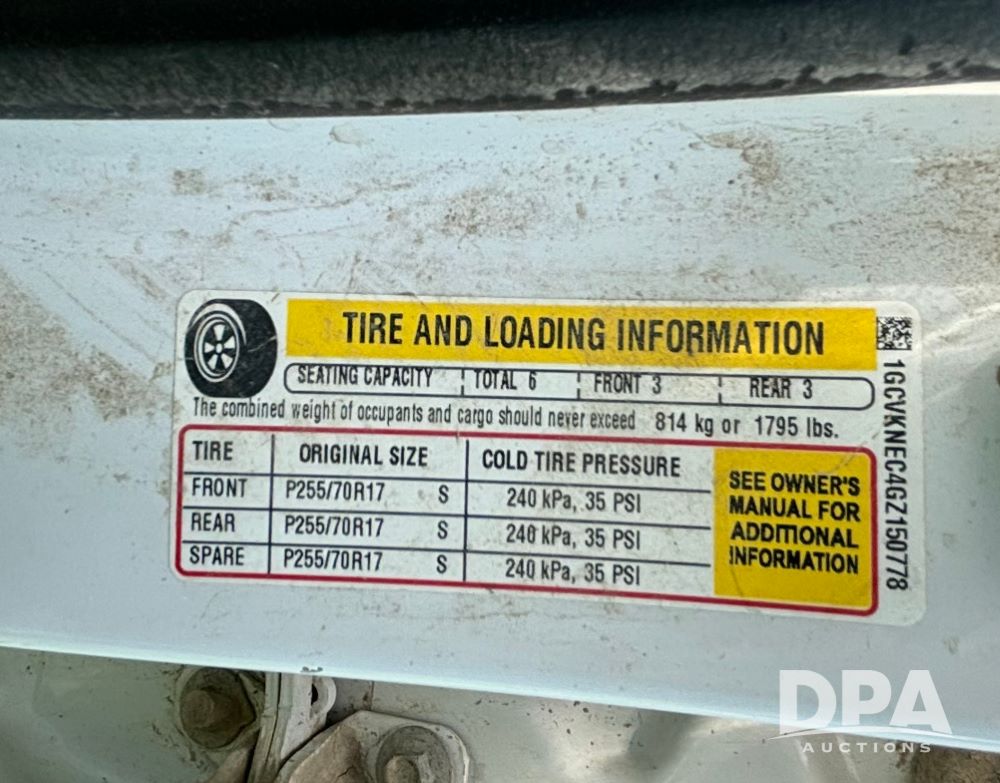 TIRE AND LOADING INFORMATION
SEATING CAPACITY TOTAL 6 FRONT 3 REAR 3
The combined weight of occupants and cargo should never exceed 814 kg or 1795 lbs.
TIRE ORIGINAL SIZE COLD TIRE PRESSURE
FRONT P255/70R17 S 240 kPa, 35 PSI
REAR P255/70R17 S 240 kPa, 35 PSI
SPARE P255/70R17 S 240 kPa, 35 PSI
SEE OWNER'S
MANUAL FOR
ADDITIONAL
INFORMATION
1GCVKNEC4GZ150778
DPA
AUCTIONS